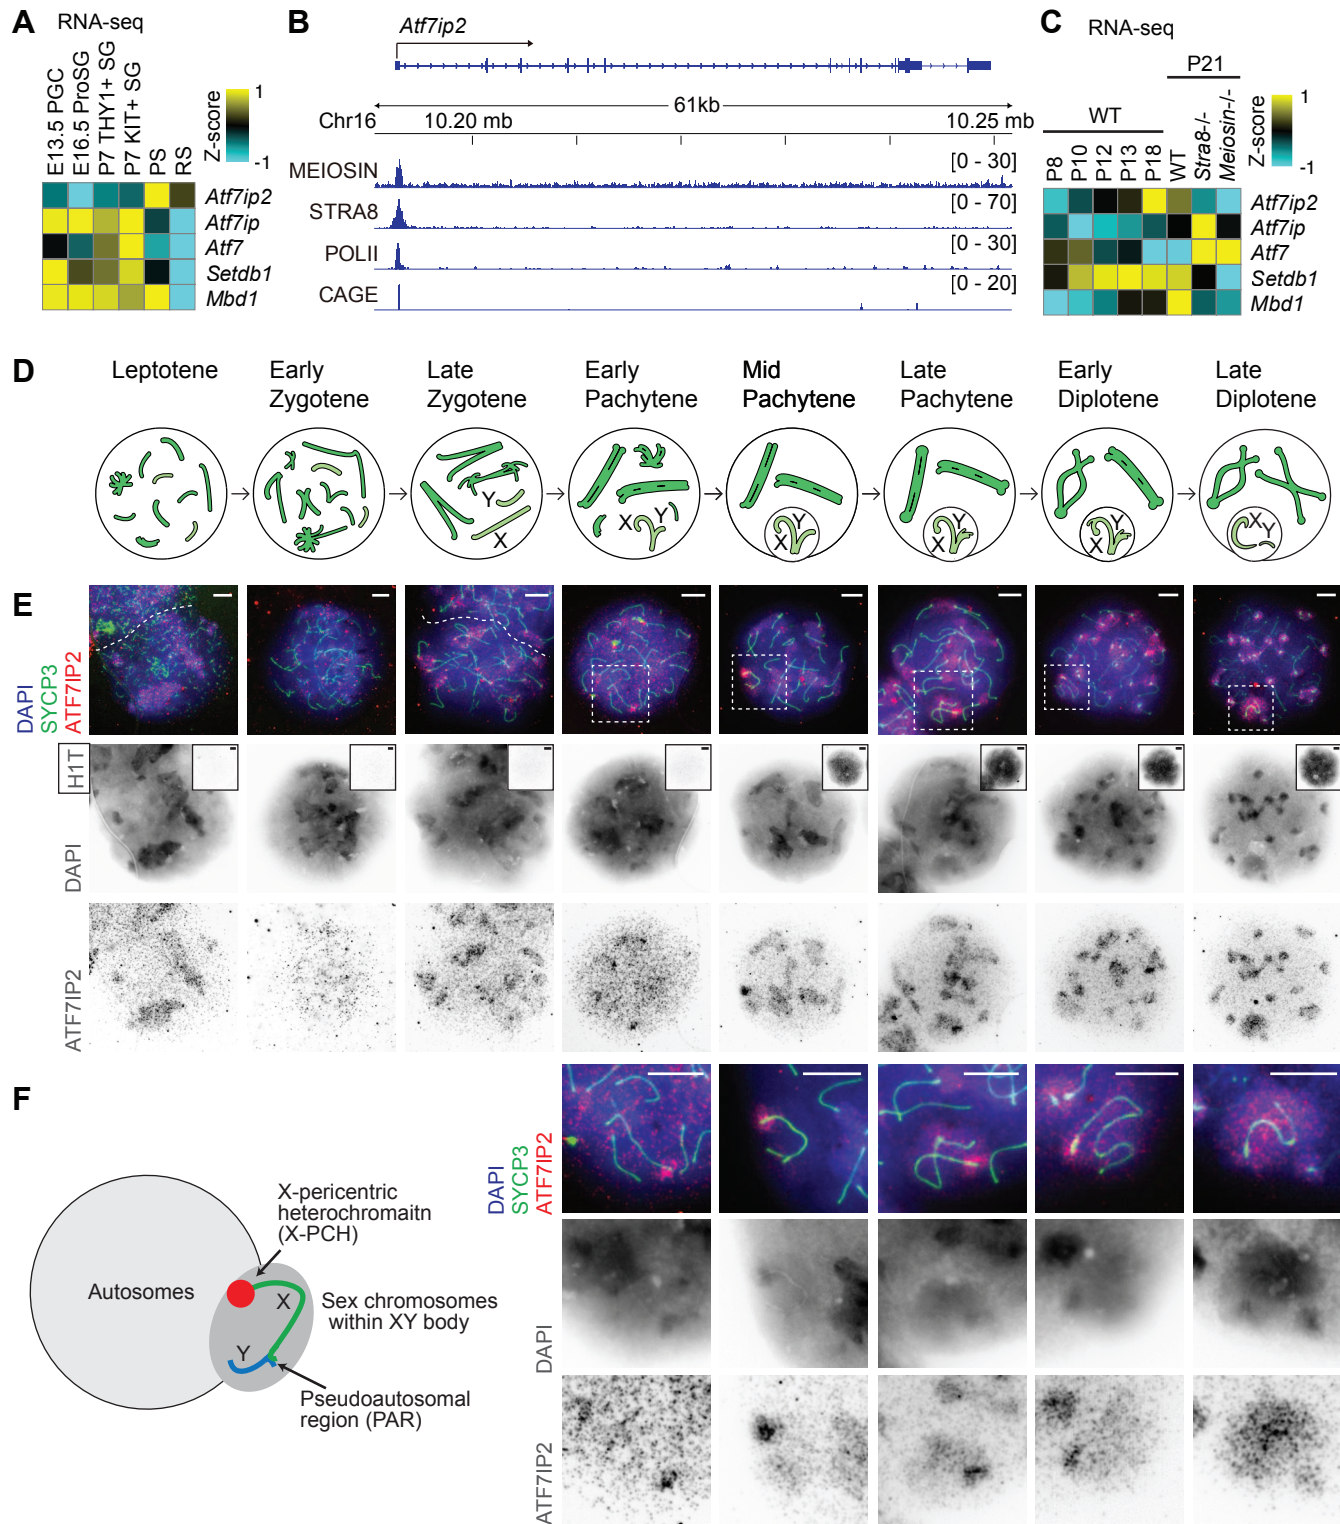 A
RNA-seq
E13.5 PGC
E16.5 ProSG
P7 THY1+ SG
P7 KIT+ SG
PS
RS
Z-score
1
-1
Atf7ip2
Atf7ip
Atf7
Setdb1
Mbd1
B
Atf7ip2
61kb
Chr16
10.20 mb
10.25 mb
MEIOSIN
[0 - 30]
STRA8
[0 - 70]
POLII
[0 - 30]
CAGE
[0 - 20]
C
RNA-seq
P21
WT
P8
P10
P12
P13
P18
WT
Stra8-/-
Meiosin-/-
Z-score
1
-1
Atf7ip2
Atf7ip
Atf7
Setdb1
Mbd1
D
Leptotene
Early
Zygotene
Late
Zygotene
Early
Pachytene
Mid
Pachytene
Late
Pachytene
Early
Diplotene
Late
Diplotene
Y
X
X
Y
X
Y
X
Y
X
Y
X
Y
E
DAPI
SYCP3
ATF7IP2
H1T
DAPI
ATF7IP2
F
Autosomes
X-pericentric
heterochromaitn
(X-PCH)
X
Y
Sex chromosomes
within XY body
Pseudoautosomal
region (PAR)
DAPI
SYCP3
ATF7IP2
DAPI
ATF7IP2